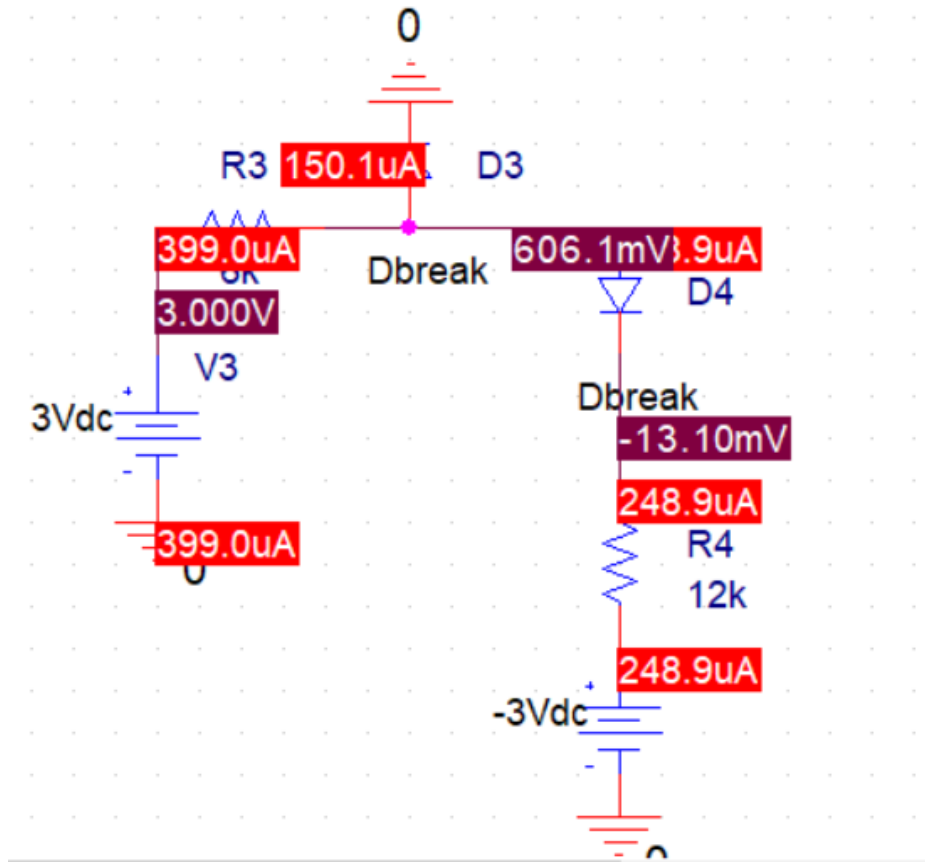 0
R3 150.1uA D3
399.0uA 606.1mV .9uA
Dbreak
D4
3.000V
V3
3Vdc
Dbreak
-13.10mV
248.9uA
399.0uA
R4
0
12k
248.9uA
-3Vdc